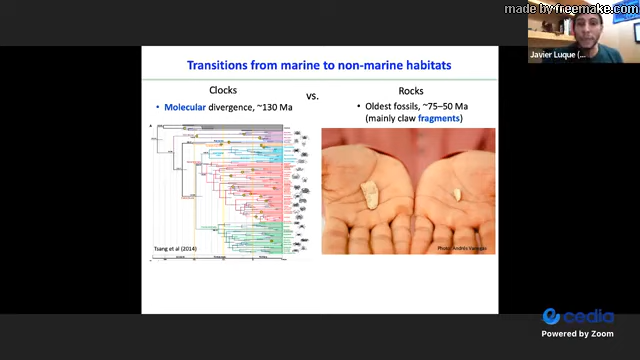 made by freemake.com
Javier Luque (...
Transitions from marine to non-marine habitats
Clocks
vs.
Rocks
• Molecular divergence, ~130 Ma
• Oldest fossils, ~75–50 Ma
(mainly claw fragments)
Tsang et al (2014)
Photo: Andrés
cedia
Powered by Zoom